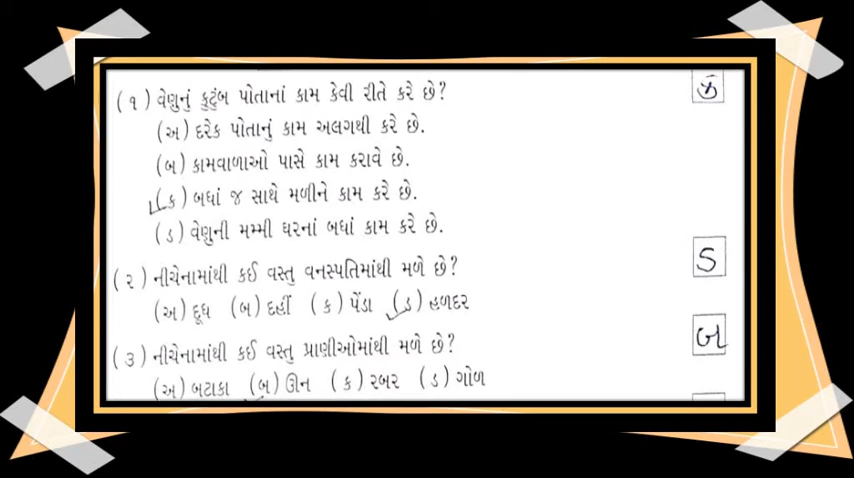 (૧) વેણુનું કુટુંબ પોતાનાં કામ કેવી રીતે કરે છે? ક
(અ) દરેક પોતાનું કામ અલગથી કરે છે.
(બ) કામવાળાઓ પાસે કામ કરાવે છે.
(ક) બધાં જ સાથે મળીને કામ કરે છે.
(ડ) વેણુની મમ્મી ઘરનાં બધાં કામ કરે છે.
(૨) નીચેનામાંથી કઈ વસ્તુ વનસ્પતિમાંથી મળે છે? ડ
(અ) દૂધ (બ) દહીં (ક) પેંડા (ડ) હળદર
(૩) નીચેનામાંથી કઈ વસ્તુ પ્રાણીઓમાંથી મળે છે? બ
(અ) બટાકા (બ) ઊન (ક) રબર (ડ) ગોળ